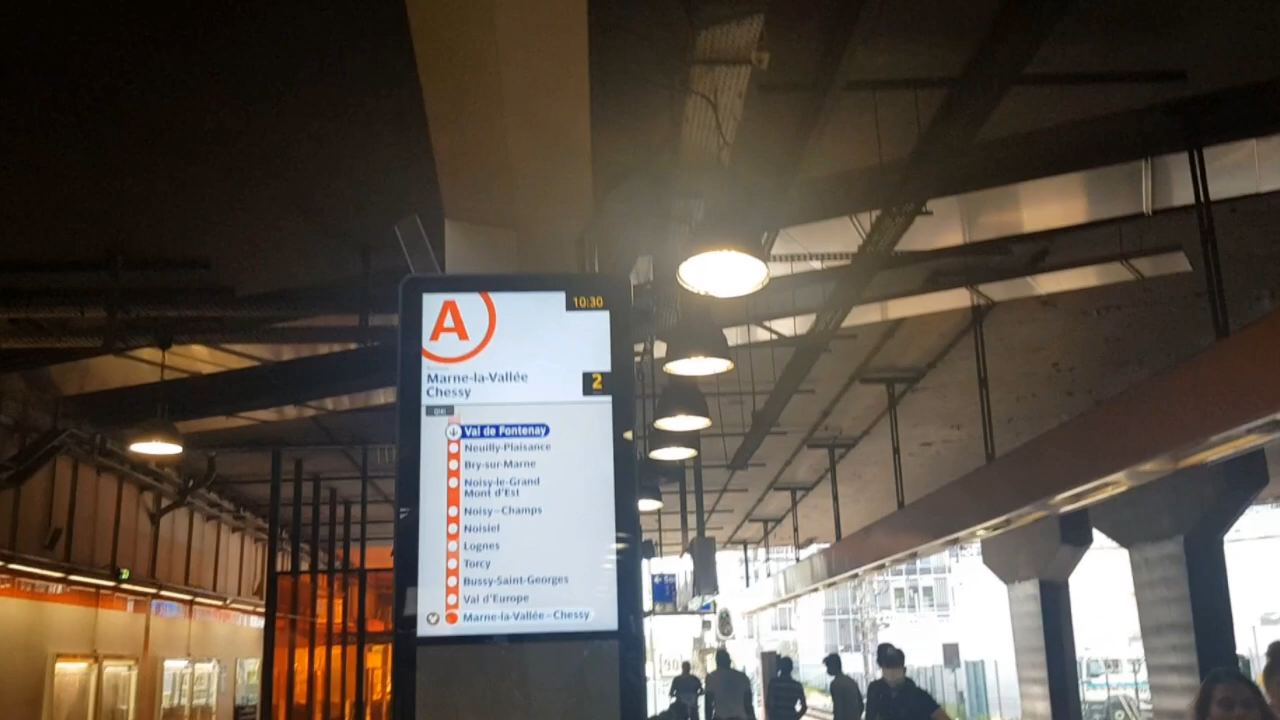 A
10:30
Marne-la-Vallée
Chessy
2
Val de Fontenay
Neuilly-Plaisance
Bry-sur-Marne
Noisy-le-Grand
Mont d'Est
Noisy-Champs
Noisiel
Lognes
Torcy
Bussy-Saint-Georges
Val d'Europe
Marne-la-Vallée-Chessy